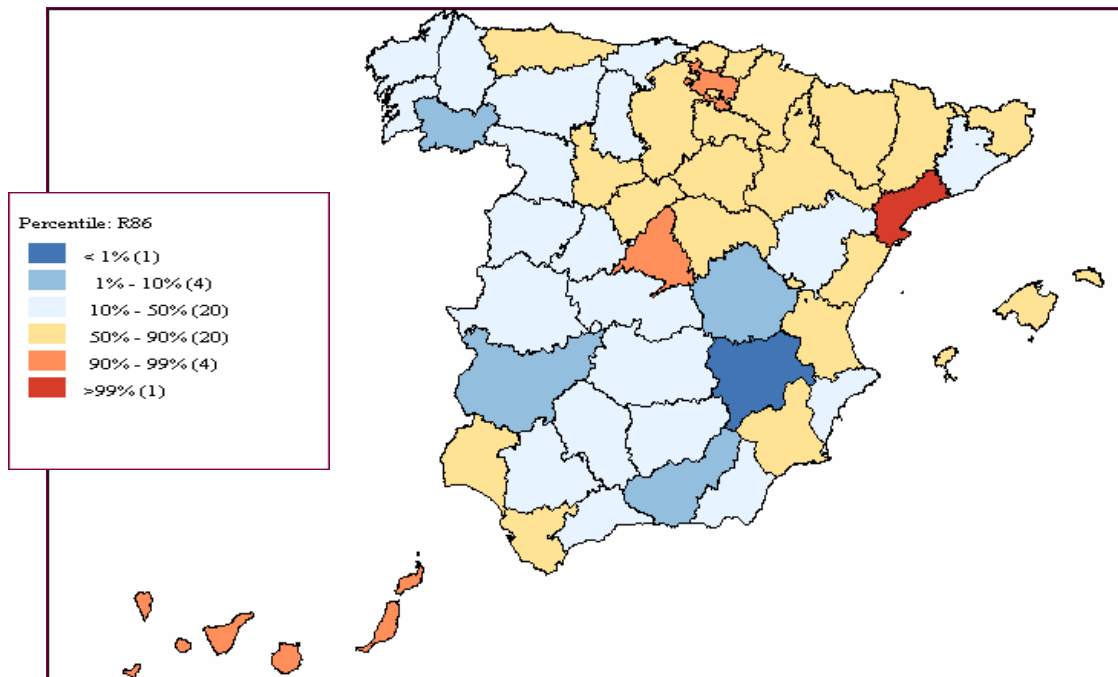 Percentile: R86
< 1% (1)
1% - 10% (4)
10% - 50% (20)
50% - 90% (20)
90% - 99% (4)
>99% (1)